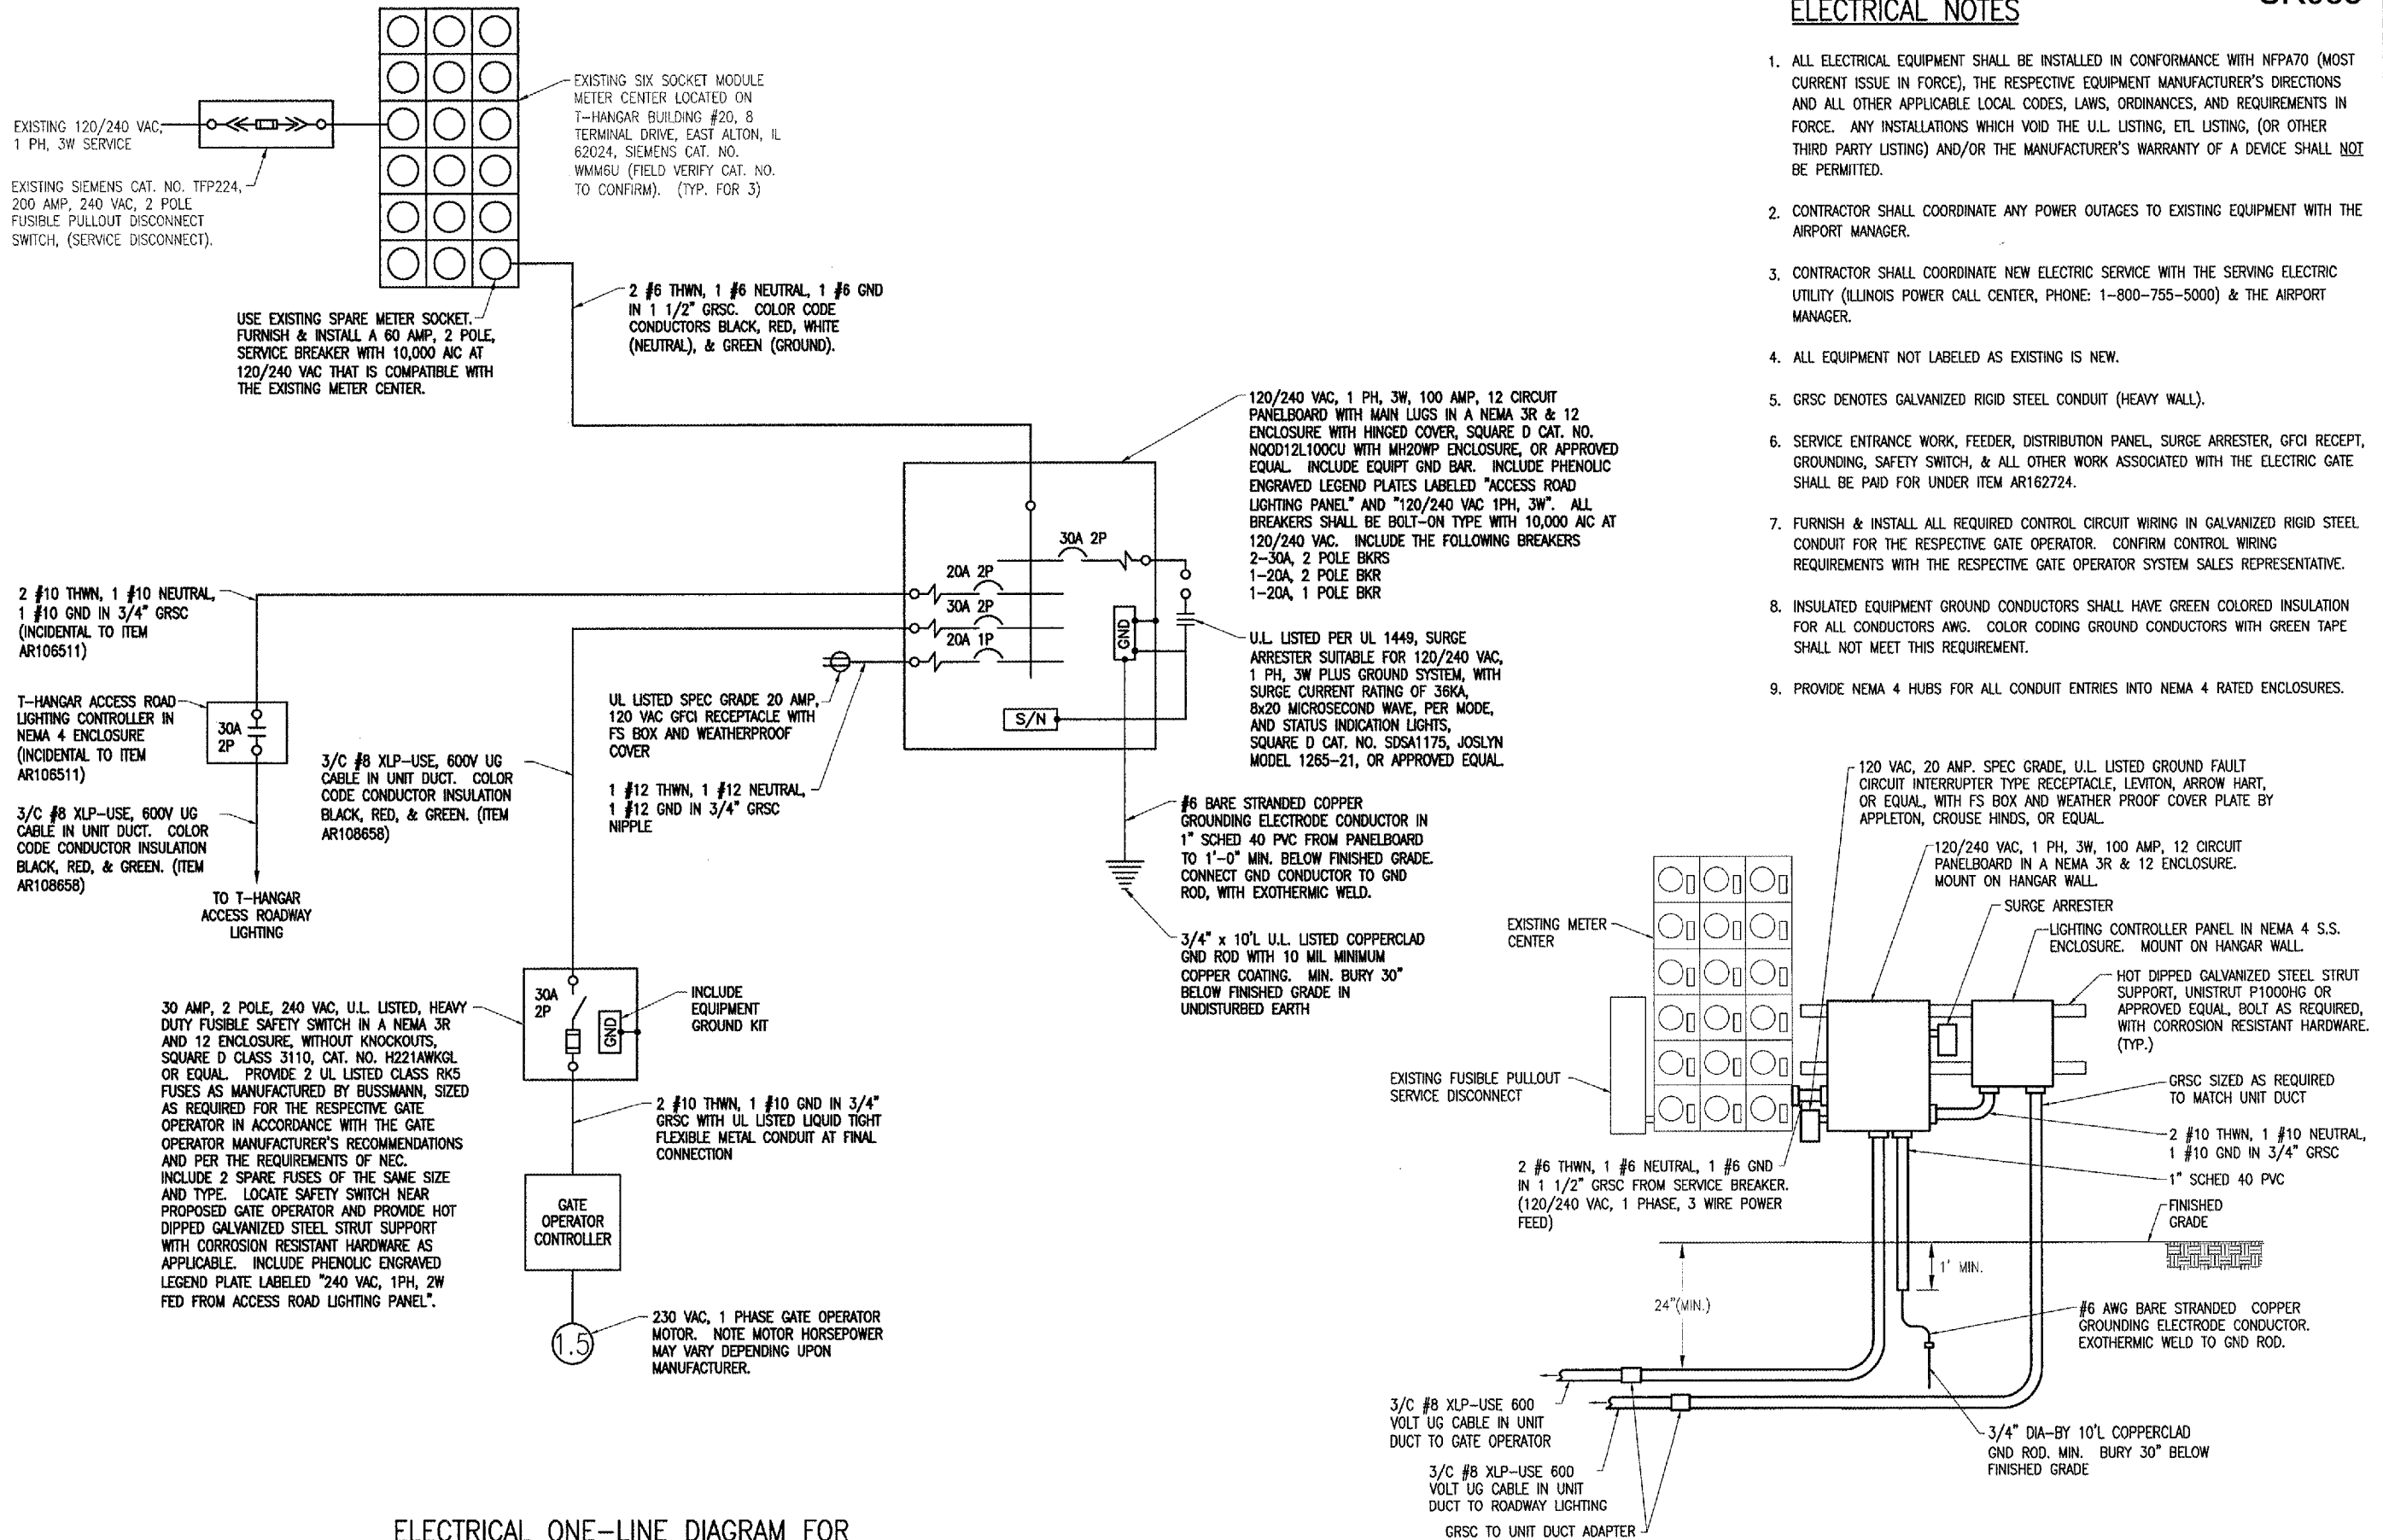 ELECTRICAL NOTES
1. ALL ELECTRICAL EQUIPMENT SHALL BE INSTALLED IN CONFORMANCE WITH NFPA70 (MOST
CURRENT ISSUE IN FORCE), THE RESPECTIVE EQUIPMENT MANUFACTURER'S DIRECTIONS
AND ALL OTHER APPLICABLE LOCAL CODES, LAWS, ORDINANCES, AND REQUIREMENTS IN
FORCE. ANY INSTALLATIONS WHICH VOID THE U.L. LISTING, ETL LISTING, (OR OTHER
THIRD PARTY LISTING) AND/OR THE MANUFACTURER'S WARRANTY OF A DEVICE SHALL NOT
BE PERMITTED.
2. CONTRACTOR SHALL COORDINATE ANY POWER OUTAGES TO EXISTING EQUIPMENT WITH THE
AIRPORT MANAGER.
3. CONTRACTOR SHALL COORDINATE NEW ELECTRIC SERVICE WITH THE SERVING ELECTRIC
UTILITY (ILLINOIS POWER CALL CENTER, PHONE: 1-800-755-5000) & THE AIRPORT
MANAGER.
4. ALL EQUIPMENT NOT LABELED AS EXISTING IS NEW.
5. GRSC DENOTES GALVANIZED RIGID STEEL CONDUIT (HEAVY WALL).
6. SERVICE ENTRANCE WORK, FEEDER, DISTRIBUTION PANEL, SURGE ARRESTER, GFCI RECEPT,
GROUNDING, SAFETY SWITCH, & ALL OTHER WORK ASSOCIATED WITH THE ELECTRIC GATE
SHALL BE PAID FOR UNDER ITEM AR162724.
7. FURNISH & INSTALL ALL REQUIRED CONTROL CIRCUIT WIRING IN GALVANIZED RIGID STEEL
CONDUIT FOR THE RESPECTIVE GATE OPERATOR. CONFIRM CONTROL WIRING
REQUIREMENTS WITH THE RESPECTIVE GATE OPERATOR SYSTEM SALES REPRESENTATIVE.
8. INSULATED EQUIPMENT GROUND CONDUCTORS SHALL HAVE GREEN COLORED INSULATION
FOR ALL CONDUCTORS AWG. COLOR CODING GROUND CONDUCTORS WITH GREEN TAPE
SHALL NOT MEET THIS REQUIREMENT.
9. PROVIDE NEMA 4 HUBS FOR ALL CONDUIT ENTRIES INTO NEMA 4 RATED ENCLOSURES.
EXISTING 120/240 VAC,
1 PH, 3W SERVICE
EXISTING SIEMENS CAT. NO. TFP224,
200 AMP, 240 VAC, 2 POLE
FUSIBLE PULLOUT DISCONNECT
SWITCH, (SERVICE DISCONNECT).
EXISTING SIX SOCKET MODULE
METER CENTER LOCATED ON
T-HANGAR BUILDING #20, 8
TERMINAL DRIVE, EAST ALTON, IL
62024, SIEMENS CAT. NO.
WMM6U (FIELD VERIFY CAT. NO.
TO CONFIRM). (TYP. FOR 3)
USE EXISTING SPARE METER SOCKET.
FURNISH & INSTALL A 60 AMP, 2 POLE,
SERVICE BREAKER WITH 10,000 AIC AT
120/240 VAC THAT IS COMPATIBLE WITH
THE EXISTING METER CENTER.
2 #6 THWN, 1 #6 NEUTRAL, 1 #6 GND
IN 1 1/2" GRSC. COLOR CODE
CONDUCTORS BLACK, RED, WHITE
(NEUTRAL), & GREEN (GROUND).
120/240 VAC, 1 PH, 3W, 100 AMP, 12 CIRCUIT
PANELBOARD WITH MAIN LUGS IN A NEMA 3R & 12
ENCLOSURE WITH HINGED COVER, SQUARE D CAT. NO.
NQOD12L100CU WITH MH20WP ENCLOSURE, OR APPROVED
EQUAL. INCLUDE EQUIPT GND BAR. INCLUDE PHENOLIC
ENGRAVED LEGEND PLATES LABELED "ACCESS ROAD
LIGHTING PANEL" AND "120/240 VAC 1PH, 3W". ALL
BREAKERS SHALL BE BOLT-ON TYPE WITH 10,000 AIC AT
120/240 VAC. INCLUDE THE FOLLOWING BREAKERS
2-30A, 2 POLE BKRS
1-20A, 2 POLE BKR
1-20A, 1 POLE BKR
30A 2P
20A 2P
30A 2P
20A 1P
GND
S/N
U.L. LISTED PER UL 1449, SURGE
ARRESTER SUITABLE FOR 120/240 VAC,
1 PH, 3W PLUS GROUND SYSTEM, WITH
SURGE CURRENT RATING OF 36KA,
8x20 MICROSECOND WAVE, PER MODE,
AND STATUS INDICATION LIGHTS,
SQUARE D CAT. NO. SDSA1175, JOSLYN
MODEL 1265-21, OR APPROVED EQUAL
2 #10 THWN, 1 #10 NEUTRAL,
1 #10 GND IN 3/4" GRSC
(INCIDENTAL TO ITEM
AR106511)
T-HANGAR ACCESS ROAD
LIGHTING CONTROLLER IN
NEMA 4 ENCLOSURE
(INCIDENTAL TO ITEM
AR106511)
30A
2P
3/C #8 XLP-USE, 600V UG
CABLE IN UNIT DUCT. COLOR
CODE CONDUCTOR INSULATION
BLACK, RED, & GREEN. (ITEM
AR108658)
TO T-HANGAR
ACCESS ROADWAY
LIGHTING
3/C #8 XLP-USE, 600V UG
CABLE IN UNIT DUCT. COLOR
CODE CONDUCTOR INSULATION
BLACK, RED, & GREEN. (ITEM
AR108658)
UL LISTED SPEC GRADE 20 AMP,
120 VAC GFCI RECEPTACLE WITH
FS BOX AND WEATHERPROOF
COVER
1 #12 THWN, 1 #12 NEUTRAL,
1 #12 GND IN 3/4" GRSC
NIPPLE
#6 BARE STRANDED COPPER
GROUNDING ELECTRODE CONDUCTOR IN
1" SCHED 40 PVC FROM PANELBOARD
TO 1'-0" MIN. BELOW FINISHED GRADE.
CONNECT GND CONDUCTOR TO GND
ROD, WITH EXOTHERMIC WELD.
3/4" x 10'L U.L. LISTED COPPERCLAD
GND ROD WITH 10 MIL MINIMUM
COPPER COATING. MIN. BURY 30"
BELOW FINISHED GRADE IN
UNDISTURBED EARTH
30 AMP, 2 POLE, 240 VAC, U.L. LISTED, HEAVY
DUTY FUSIBLE SAFETY SWITCH IN A NEMA 3R
AND 12 ENCLOSURE, WITHOUT KNOCKOUTS,
SQUARE D CLASS 3110, CAT. NO. H221AWKGL
OR EQUAL. PROVIDE 2 UL LISTED CLASS RK5
FUSES AS MANUFACTURED BY BUSSMANN, SIZED
AS REQUIRED FOR THE RESPECTIVE GATE
OPERATOR IN ACCORDANCE WITH THE GATE
OPERATOR MANUFACTURER'S RECOMMENDATIONS
AND PER THE REQUIREMENTS OF NEC.
INCLUDE 2 SPARE FUSES OF THE SAME SIZE
AND TYPE. LOCATE SAFETY SWITCH NEAR
PROPOSED GATE OPERATOR AND PROVIDE HOT
DIPPED GALVANIZED STEEL STRUT SUPPORT
WITH CORROSION RESISTANT HARDWARE AS
APPLICABLE. INCLUDE PHENOLIC ENGRAVED
LEGEND PLATE LABELED "240 VAC, 1PH, 2W
FED FROM ACCESS ROAD LIGHTING PANEL".
30A
2P
GND
INCLUDE
EQUIPMENT
GROUND KIT
2 #10 THWN, 1 #10 GND IN 3/4"
GRSC WITH UL LISTED LIQUID TIGHT
FLEXIBLE METAL CONDUIT AT FINAL
CONNECTION
GATE
OPERATOR
CONTROLLER
1.5
230 VAC, 1 PHASE GATE OPERATOR
MOTOR. NOTE MOTOR HORSEPOWER
MAY VARY DEPENDING UPON
MANUFACTURER.
ELECTRICAL ONE-LINE DIAGRAM FOR
120 VAC, 20 AMP. SPEC GRADE, U.L. LISTED GROUND FAULT
CIRCUIT INTERRUPTER TYPE RECEPTACLE, LEVITON, ARROW HART,
OR EQUAL, WITH FS BOX AND WEATHER PROOF COVER PLATE BY
APPLETON, CROUSE HINDS, OR EQUAL.
120/240 VAC, 1 PH, 3W, 100 AMP, 12 CIRCUIT
PANELBOARD IN A NEMA 3R & 12 ENCLOSURE.
MOUNT ON HANGAR WALL.
SURGE ARRESTER
LIGHTING CONTROLLER PANEL IN NEMA 4 S.S.
ENCLOSURE. MOUNT ON HANGAR WALL.
HOT DIPPED GALVANIZED STEEL STRUT
SUPPORT, UNISTRUT P1000HG OR
APPROVED EQUAL, BOLT AS REQUIRED,
WITH CORROSION RESISTANT HARDWARE.
(TYP.)
EXISTING METER
CENTER
EXISTING FUSIBLE PULLOUT
SERVICE DISCONNECT
GRSC SIZED AS REQUIRED
TO MATCH UNIT DUCT
2 #10 THWN, 1 #10 NEUTRAL,
1 #10 GND IN 3/4" GRSC
1" SCHED 40 PVC
2 #6 THWN, 1 #6 NEUTRAL, 1 #6 GND
IN 1 1/2" GRSC FROM SERVICE BREAKER.
(120/240 VAC, 1 PHASE, 3 WIRE POWER
FEED)
FINISHED
GRADE
1' MIN.
24"(MIN.)
#6 AWG BARE STRANDED COPPER
GROUNDING ELECTRODE CONDUCTOR.
EXOTHERMIC WELD TO GND ROD.
3/C #8 XLP-USE 600
VOLT UG CABLE IN UNIT
DUCT TO GATE OPERATOR
3/4" DIA-BY 10'L COPPERCLAD
GND ROD. MIN. BURY 30" BELOW
FINISHED GRADE
3/C #8 XLP-USE 600
VOLT UG CABLE IN UNIT
DUCT TO ROADWAY LIGHTING
GRSC TO UNIT DUCT ADAPTER